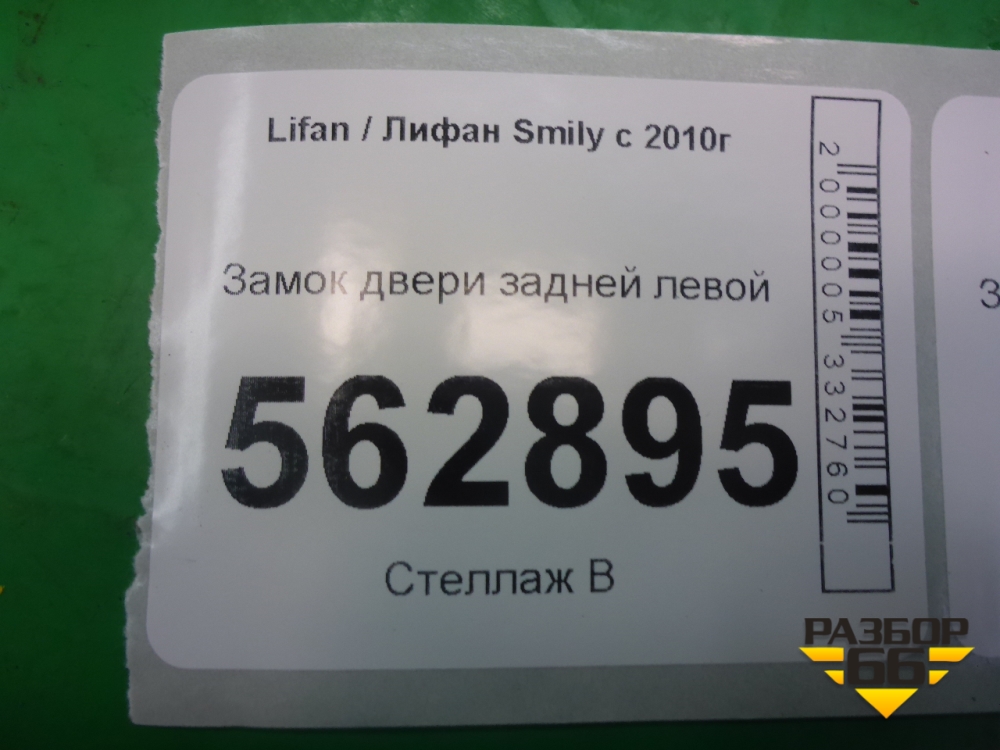 Lifan / Лифан Smily с 2010г
Замок двери задней левой
562895
Стеллаж В
2000005332760
З
РАЗБОР
66